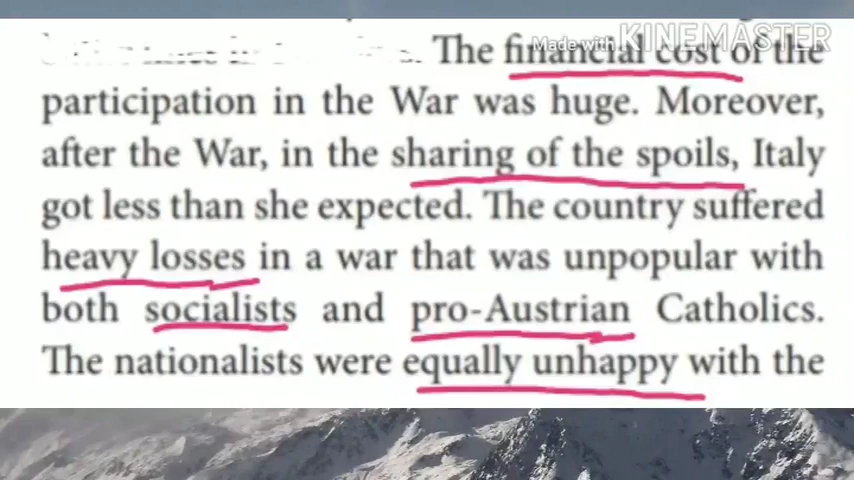 Made with KINEMASTER
The financial cost of the
participation in the War was huge. Moreover,
after the War, in the sharing of the spoils, Italy
got less than she expected. The country suffered
heavy losses in a war that was unpopular with
both socialists and pro-Austrian Catholics.
The nationalists were equally unhappy with the